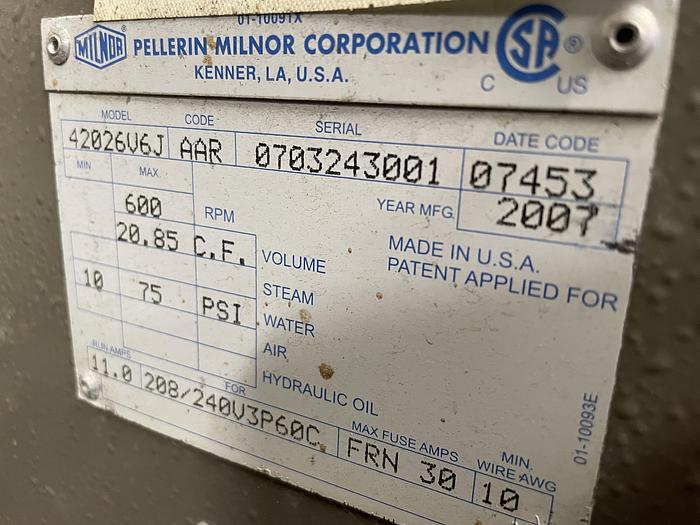 01-10091X
MILNOR PELLERIN MILNOR CORPORATION ®
KENNER, LA, U.S.A.
C SA US
MODEL CODE SERIAL DATE CODE
42026V6J AAR 0703243001 07453
MIN MAX
600 RPM YEAR MFG. 2007
20.85 C.F. VOLUME MADE IN U.S.A.
STEAM PATENT APPLIED FOR
10 75 PSI WATER
AIR
HYDRAULIC OIL
RUN AMPS FOR MAX FUSE AMPS MIN. WIRE AWG
11.0 208/240V3P60C FRN 30 10
01-10093E